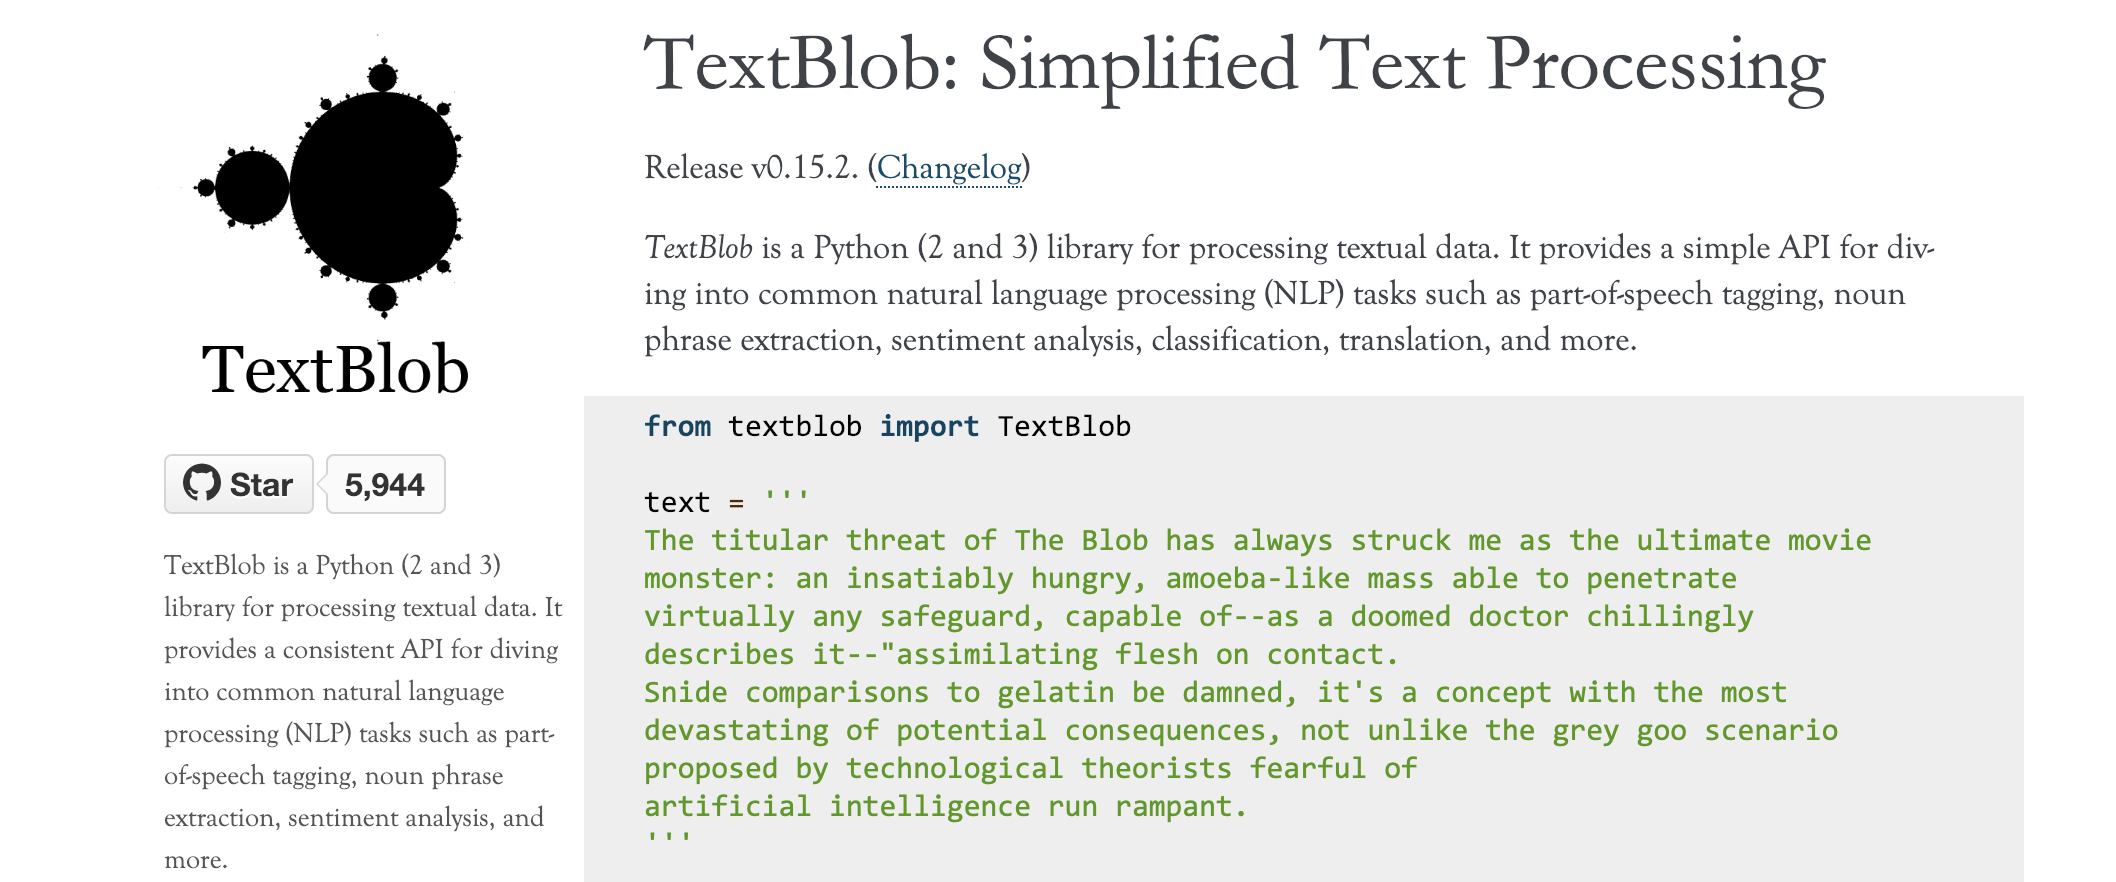 TextBlob
Star 5,944
TextBlob is a Python (2 and 3)
library for processing textual data. It
provides a consistent API for diving
into common natural language
processing (NLP) tasks such as part-
of-speech tagging, noun phrase
extraction, sentiment analysis, and
more.
TextBlob: Simplified Text Processing
Release v0.15.2. (Changelog)
TextBlob is a Python (2 and 3) library for processing textual data. It provides a simple API for div-
ing into common natural language processing (NLP) tasks such as part-of-speech tagging, noun
phrase extraction, sentiment analysis, classification, translation, and more.
from textblob import TextBlob
text = '''
The titular threat of The Blob has always struck me as the ultimate movie
monster: an insatiably hungry, amoeba-like mass able to penetrate
virtually any safeguard, capable of--as a doomed doctor chillingly
describes it--"assimilating flesh on contact.
Snide comparisons to gelatin be damned, it's a concept with the most
devastating of potential consequences, not unlike the grey goo scenario
proposed by technological theorists fearful of
artificial intelligence run rampant.
'''